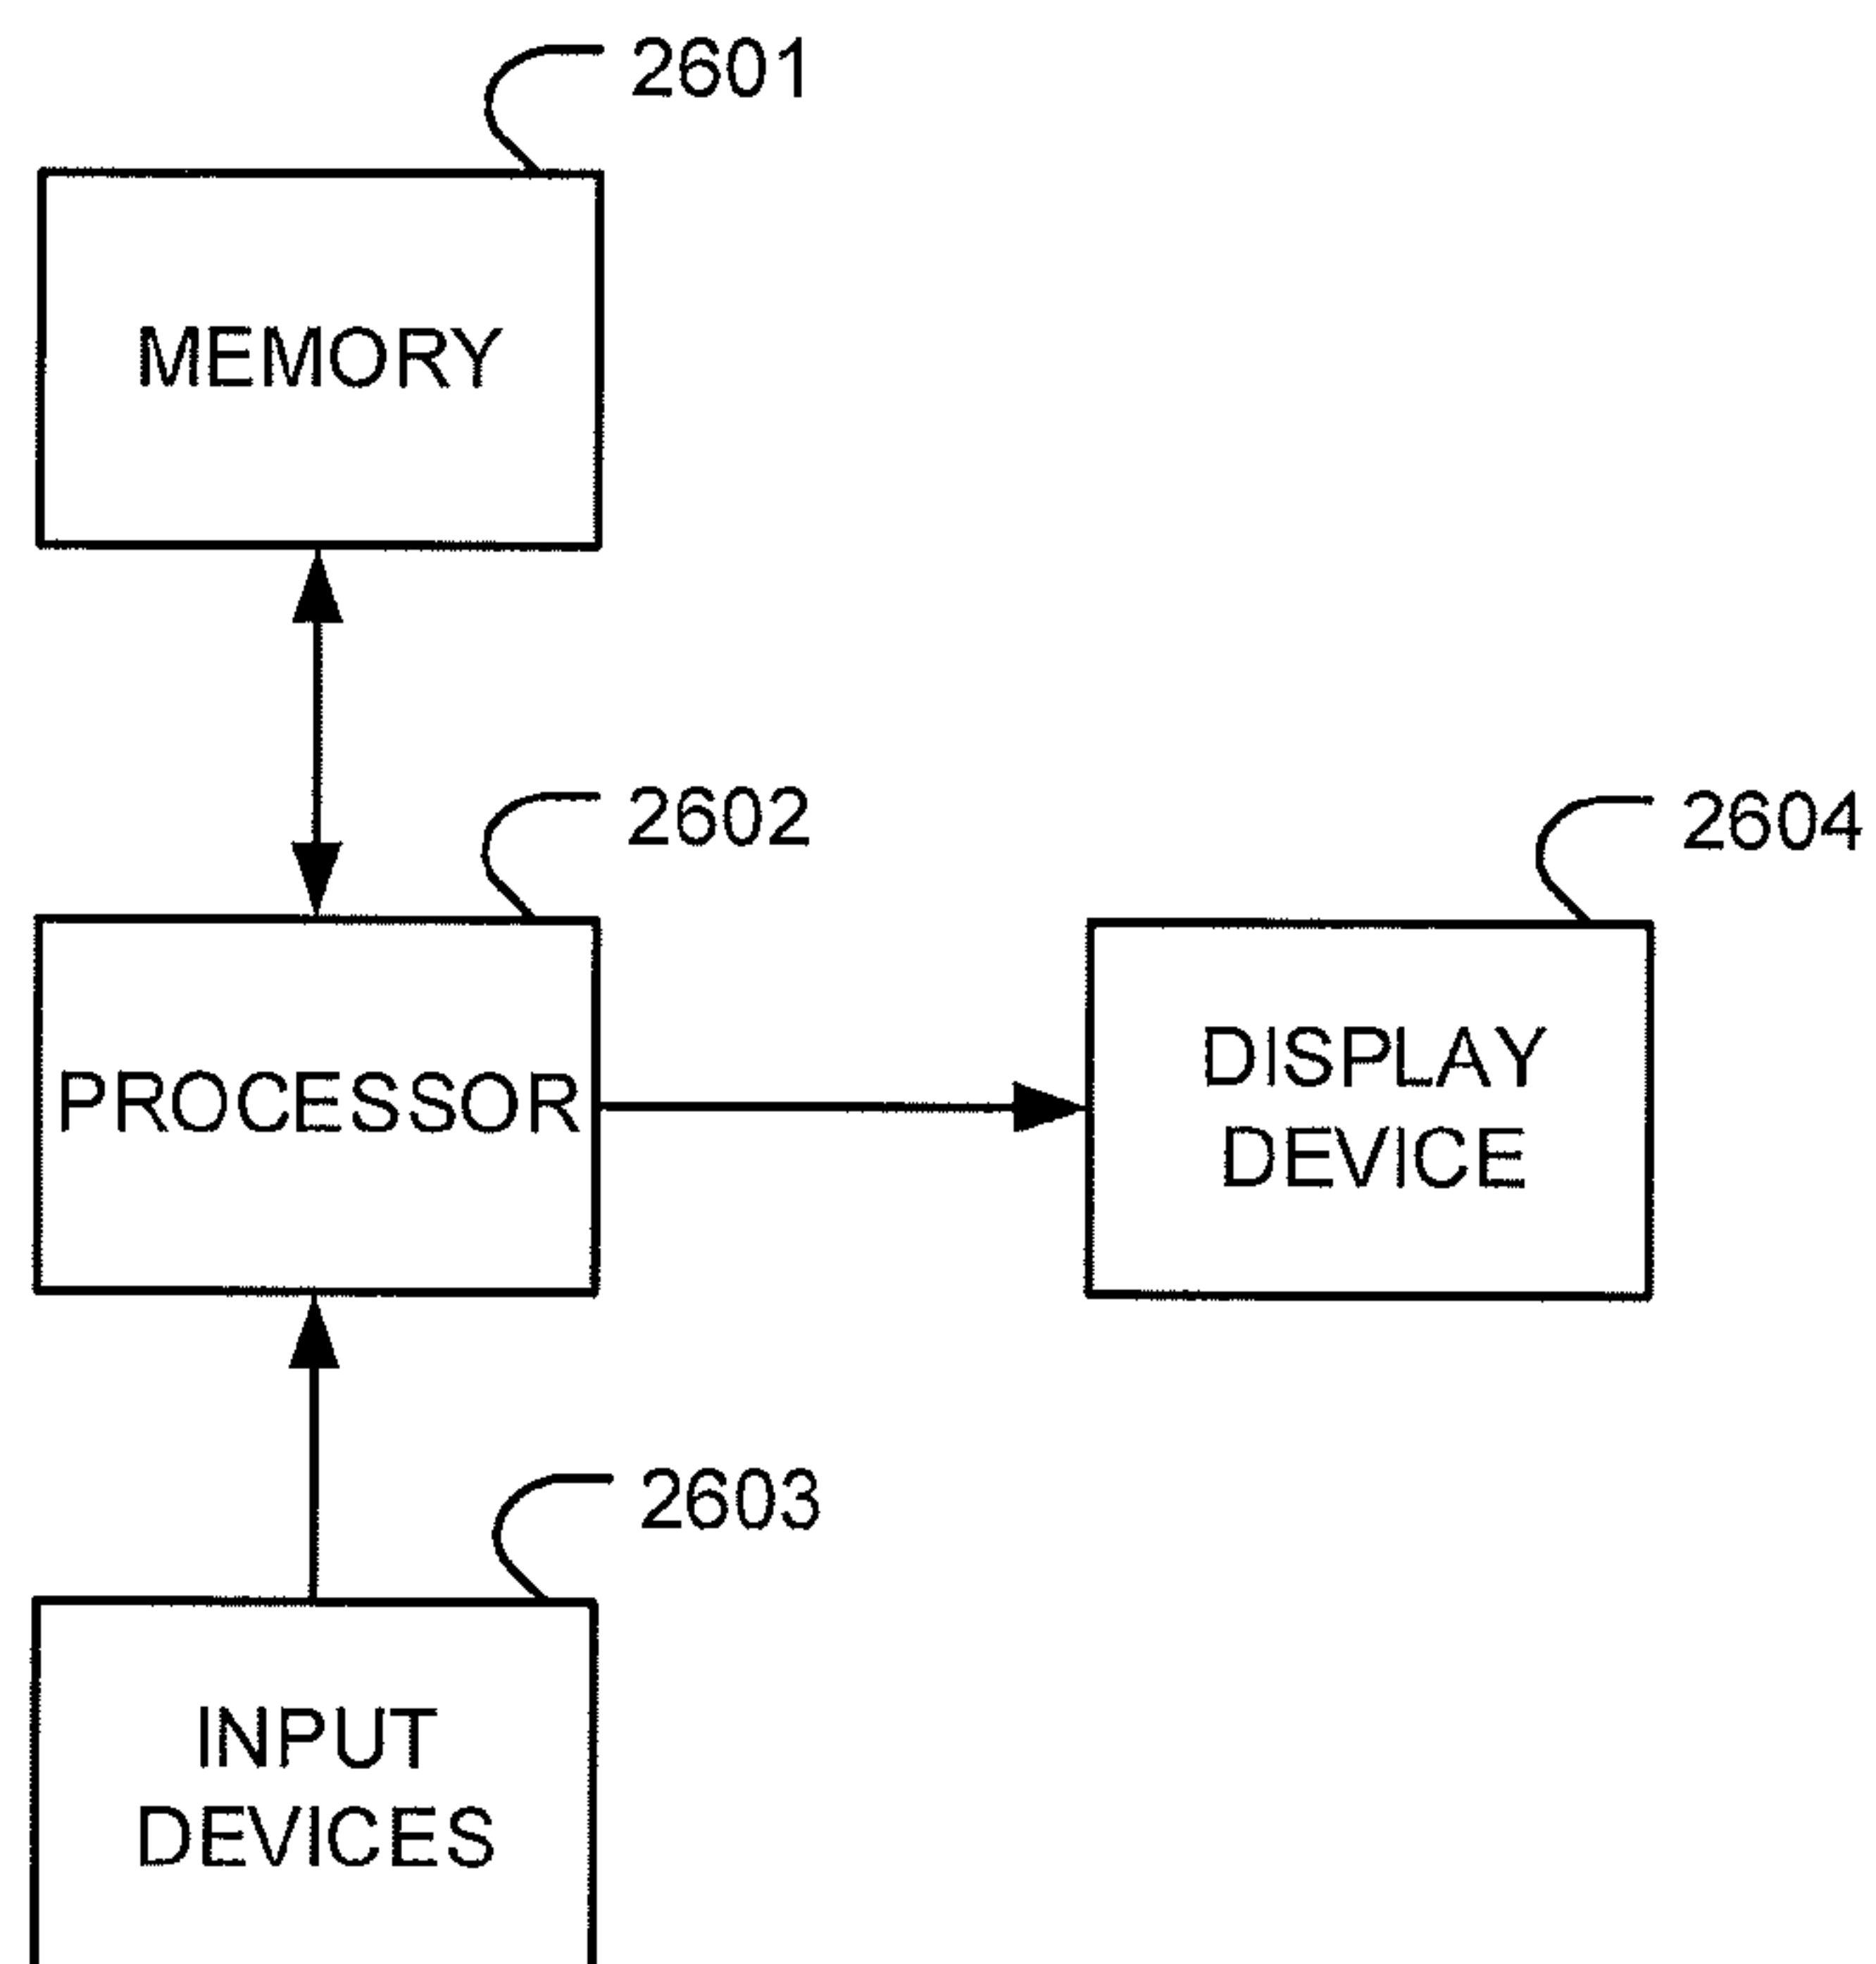 2601
MEMORY
2602
2604
PROCESSOR
DISPLAY
DEVICE
2603
INPUT
DEVICES